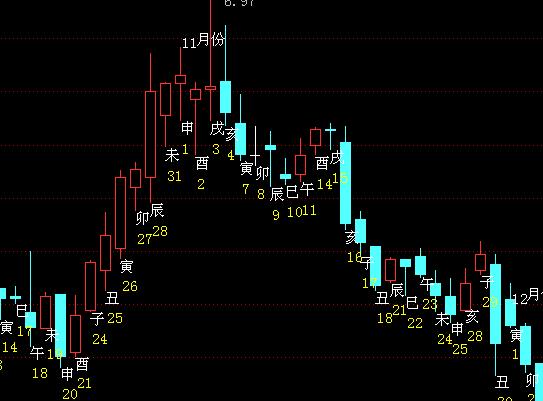 6.97
11月份
寅
14
巳
17
午
18
未
19
申
20
酉
21
子
24
丑
25
寅
26
卯
27
辰
28
未
31
申
1
酉
2
戌
3
亥
4
寅
7
卯
8
辰
9
巳
10
午
11
酉
14
戌
15
亥
16
子
17
丑
18
辰
21
巳
22
午
23
未
24
申
25
亥
28
子
29
丑
12月
寅
1
卯